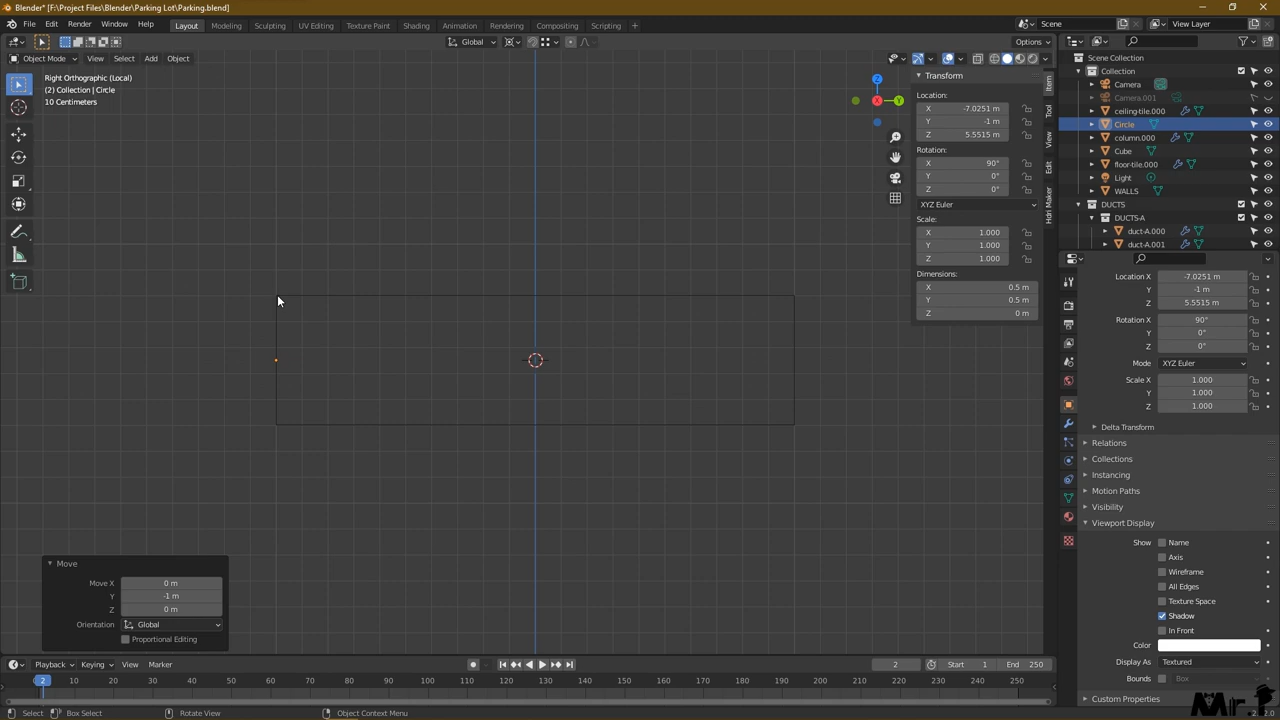 Blender* [F:\Project Files\Blender\Parking Lot\Parking.blend]
File Edit Render Window Help Layout Modeling Sculpting UV Editing Texture Paint Shading Animation Rendering Compositing Scripting + Scene View Layer
Global Options
Object Mode View Select Add Object
Right Orthographic (Local)
(2) Collection | Circle
10 Centimeters
Z
Y
X
Transform
Location:
X -7.0251 m
Y -1 m
Z 5.5515 m
Rotation:
X 90°
Y 0°
Z 0°
XYZ Euler
Scale:
X 1.000
Y 1.000
Z 1.000
Dimensions:
X 0.5 m
Y 0.5 m
Z 0 m
Item
Tool
View
Edit
Hdri Maker
Scene Collection
Collection
Camera
Camera.001
ceiling-tile.000
Circle
column.000
Cube
floor-tile.000
Light
WALLS
DUCTS
DUCTS-A
duct-A.000
duct-A.001
Location X -7.0251 m
Y -1 m
Z 5.5515 m
Rotation X 90°
Y 0°
Z 0°
Mode XYZ Euler
Scale X 1.000
Y 1.000
Z 1.000
Delta Transform
Relations
Collections
Instancing
Motion Paths
Visibility
Viewport Display
Show Name
Axis
Wireframe
All Edges
Texture Space
Shadow
In Front
Color
Display As Textured
Bounds Box
Custom Properties
Move
Move X 0 m
Y -1 m
Z 0 m
Orientation Global
Proportional Editing
Playback Keying View Marker 2 Start 1 End 250
2 10 20 30 40 50 60 70 80 90 100 110 120 130 140 150 160 170 180 190 200 210 220 230 240 250
Select Box Select Rotate View Object Context Menu